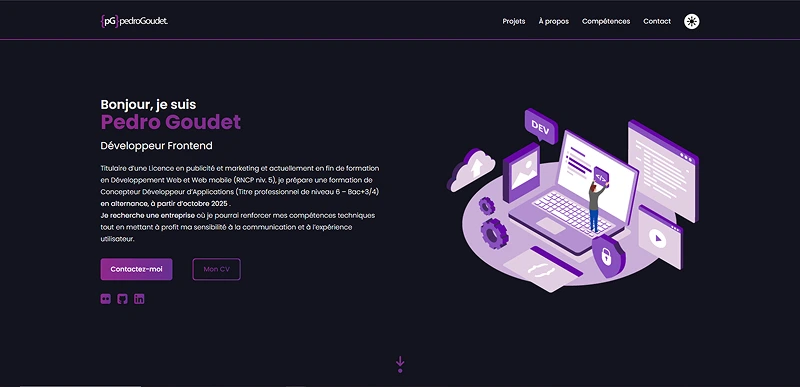 {pG} pedroGoudet.
Projets
À propos
Compétences
Contact
Bonjour, je suis
Pedro Goudet
Développeur Frontend
Titulaire d'une Licence en publicité et marketing et actuellement en fin de formation
en Développement Web et Web mobile (RNCP niv. 5), je prépare une formation de
Concepteur Développeur d'Applications (Titre professionnel de niveau 6 – Bac+3/4)
en alternance, à partir d'octobre 2025 .
Je recherche une entreprise où je pourrai renforcer mes compétences techniques
tout en mettant à profit ma sensibilité à la communication et à l'expérience
utilisateur.
Contactez-moi
Mon CV
DEV
</>